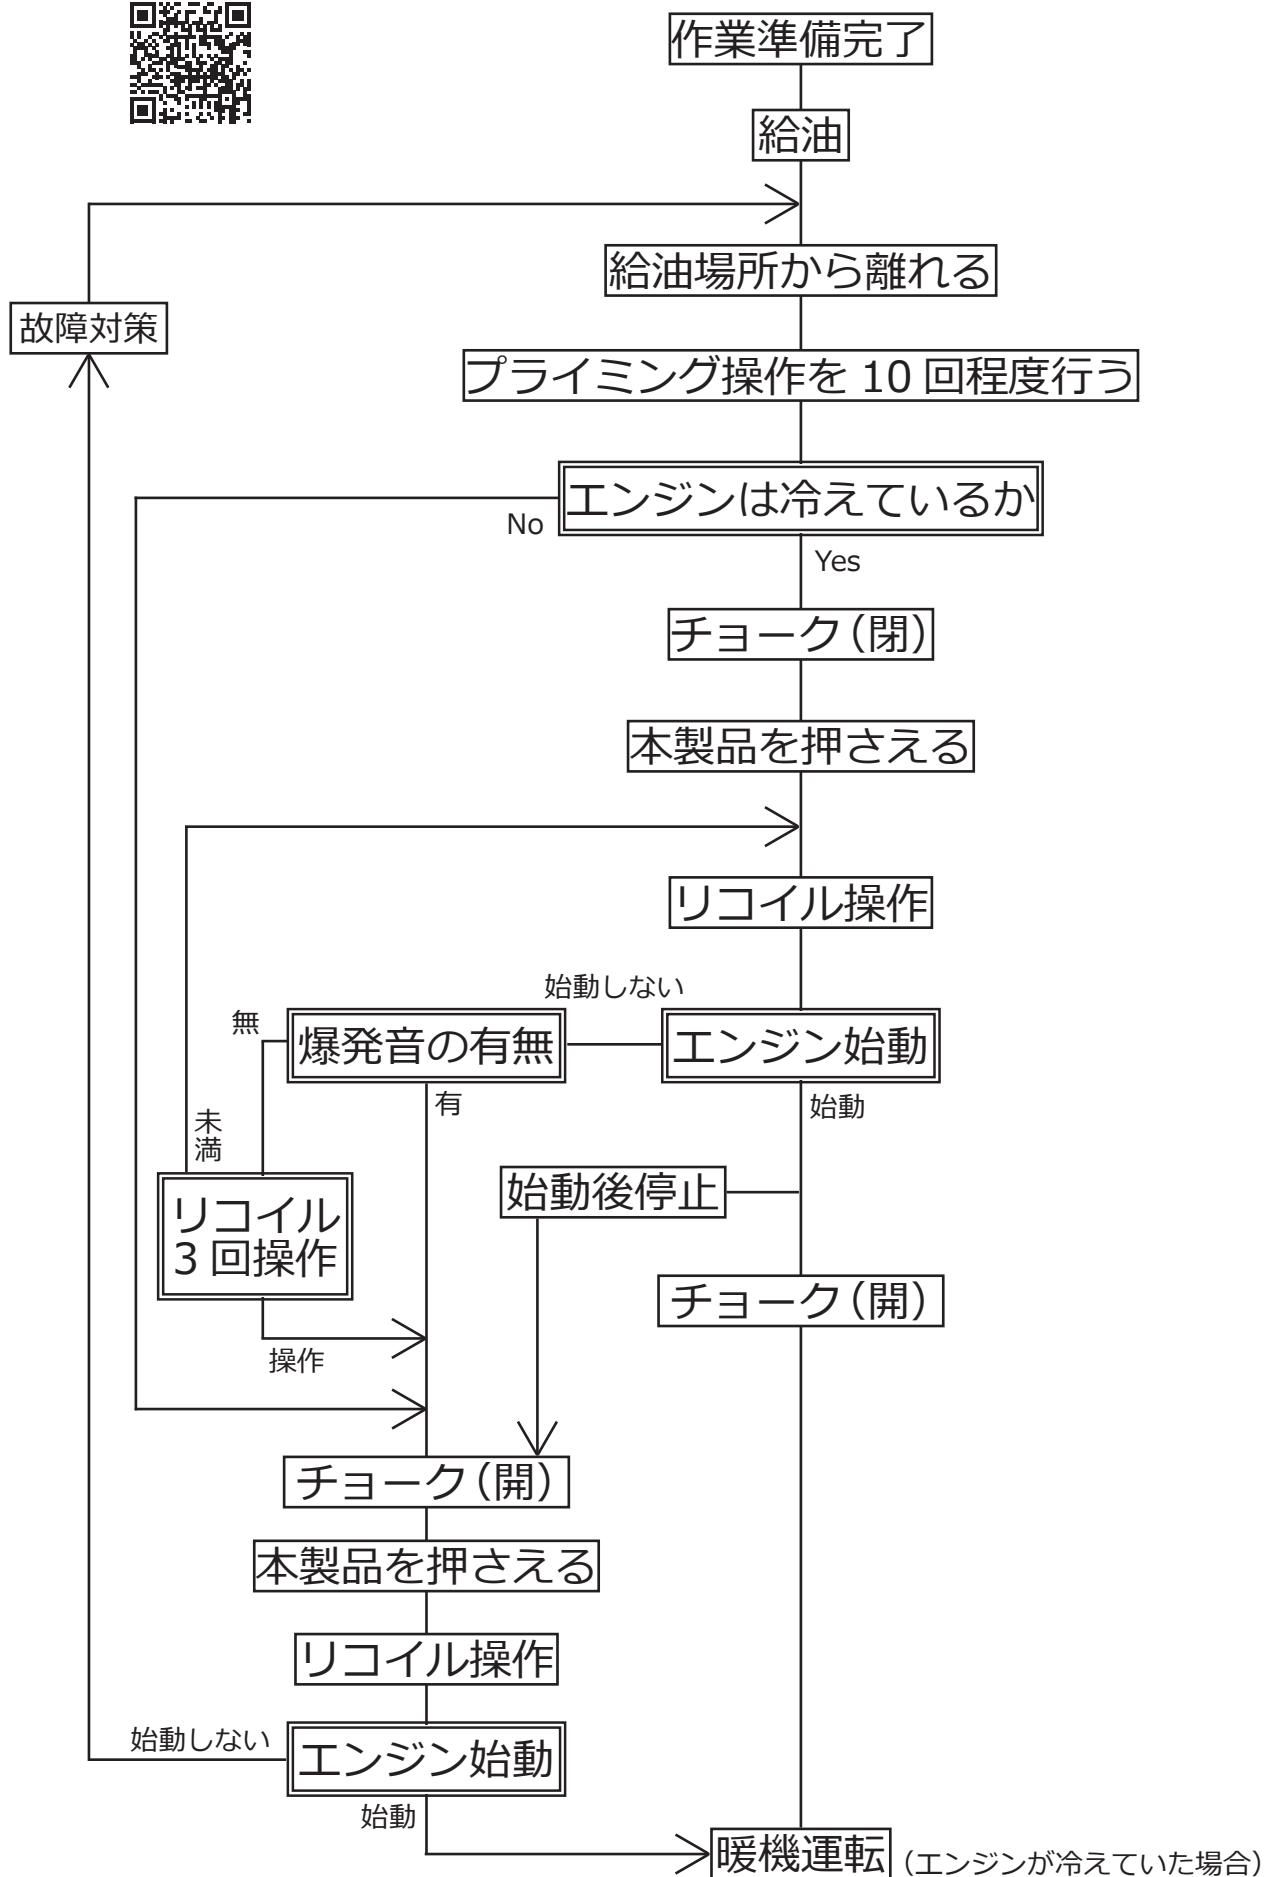 作業準備完了
給油
給油場所から離れる
故障対策
プライミング操作を 10 回程度行う
エンジンは冷えているか
No
Yes
チョーク（閉）
本製品を押さえる
リコイル操作
始動しない
無
爆発音の有無
エンジン始動
有
始動
未満
始動後停止
リコイル
3 回操作
チョーク（開）
操作
チョーク（開）
本製品を押さえる
リコイル操作
始動しない
エンジン始動
始動
暖機運転（エンジンが冷えていた場合）